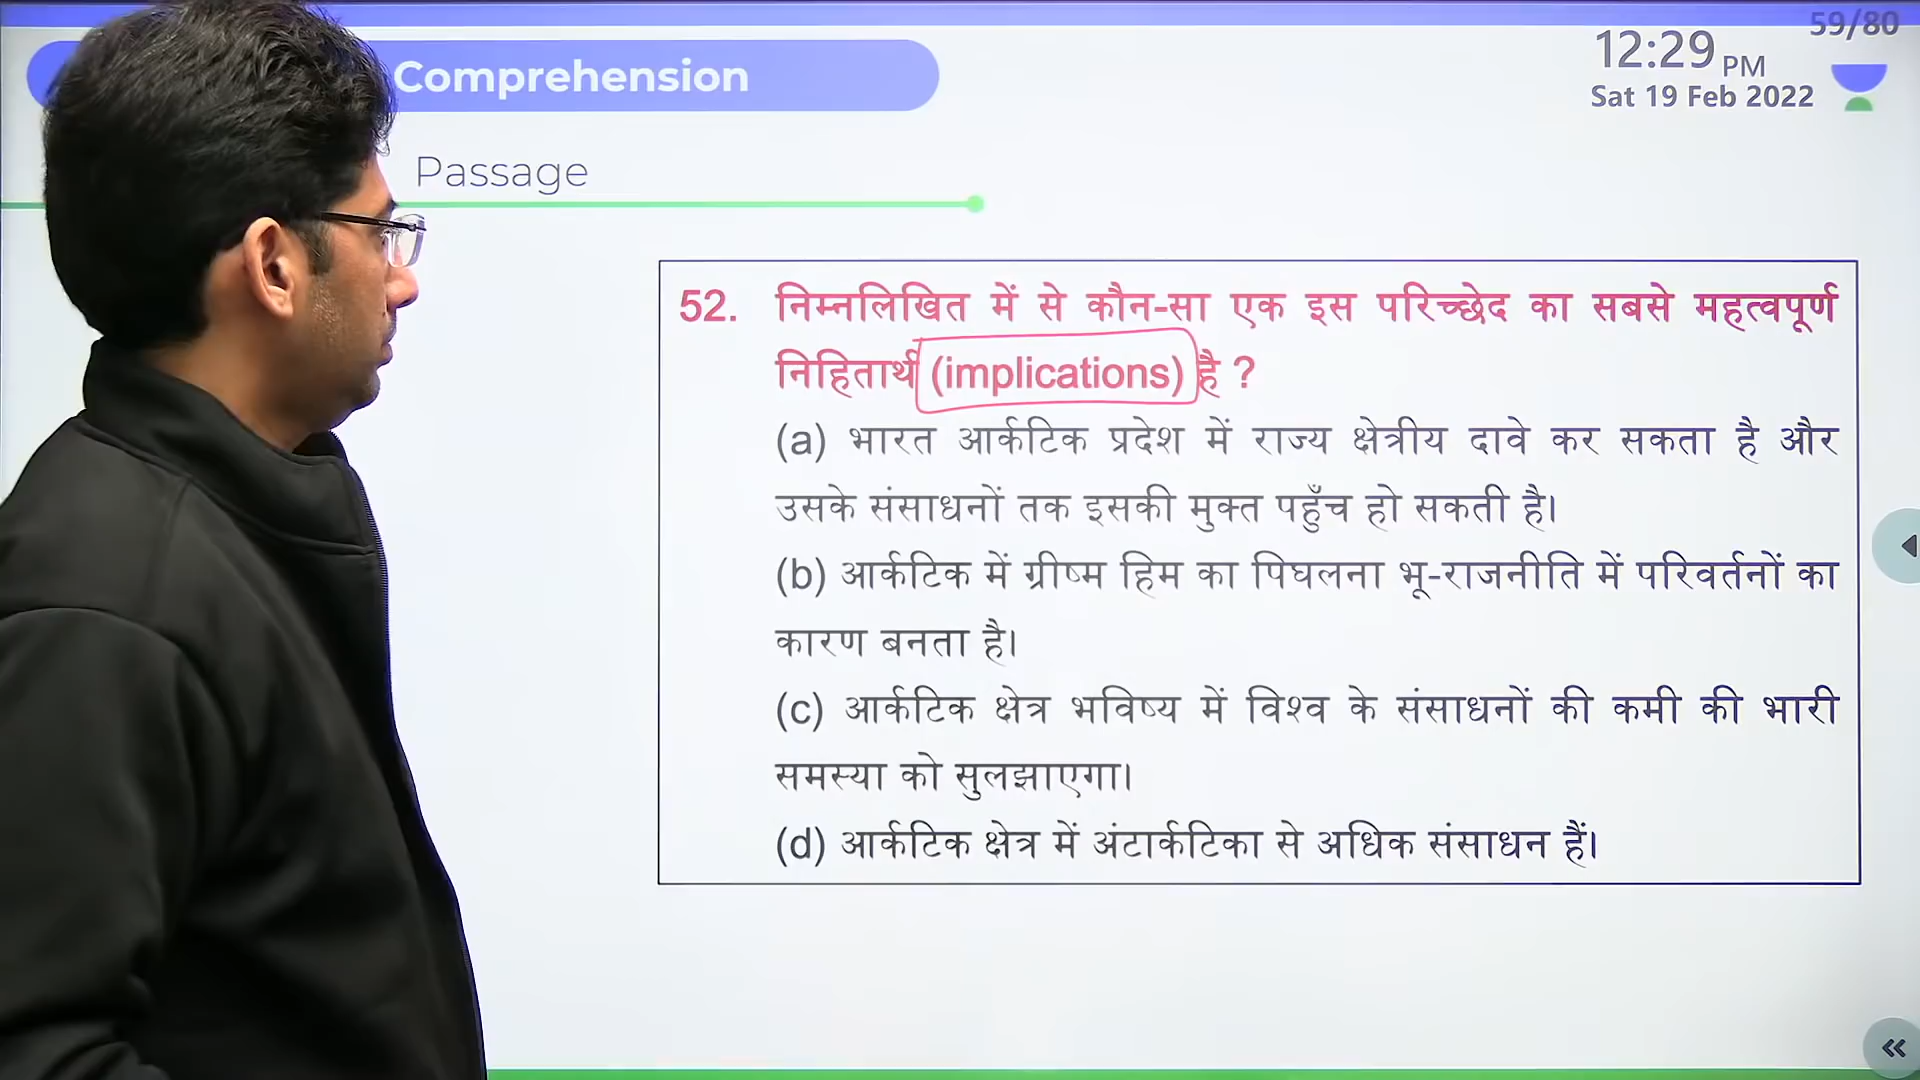 59/80
12:29 PM
Sat 19 Feb 2022
Comprehension
Passage
52. निम्नलिखित में से कौन-सा एक इस परिच्छेद का सबसे महत्वपूर्ण
निहितार्थ (implications) है ?
(a) भारत आर्कटिक प्रदेश में राज्य क्षेत्रीय दावे कर सकता है और
उसके संसाधनों तक इसकी मुक्त पहुँच हो सकती है।
(b) आर्कटिक में ग्रीष्म हिम का पिघलना भू-राजनीति में परिवर्तनों का
कारण बनता है।
(c) आर्कटिक क्षेत्र भविष्य में विश्व के संसाधनों की कमी की भारी
समस्या को सुलझाएगा।
(d) आर्कटिक क्षेत्र में अंटार्कटिका से अधिक संसाधन हैं।